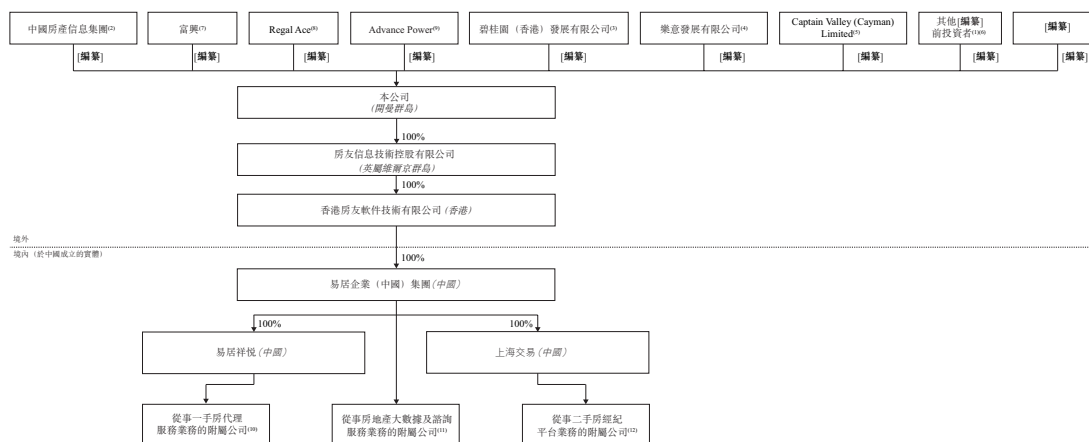 中國房產信息集團(2)
富興(7)
Regal Ace(8)
Advance Power(9)
碧桂園（香港）發展有限公司(3)
樂意發展有限公司(4)
Captain Valley (Cayman)
Limited(5)
其他[編纂]
前投資者(1)(6)
[編纂]
[編纂]
[編纂]
[編纂]
[編纂]
[編纂]
[編纂]
[編纂]
[編纂]
[編纂]
本公司
(開曼群島)
100%
房友信息技術控股有限公司
(英屬維爾京群島)
100%
香港房友軟件技術有限公司(香港)
境外
境內（於中國成立的實體）
100%
易居企業（中國）集團(中國)
100%
100%
易居祥悅(中國)
上海交易(中國)
從事一手房代理
服務業務的附屬公司(10)
從事房地產大數據及諮詢
服務業務的附屬公司(11)
從事二手房經紀
平台業務的附屬公司(12)